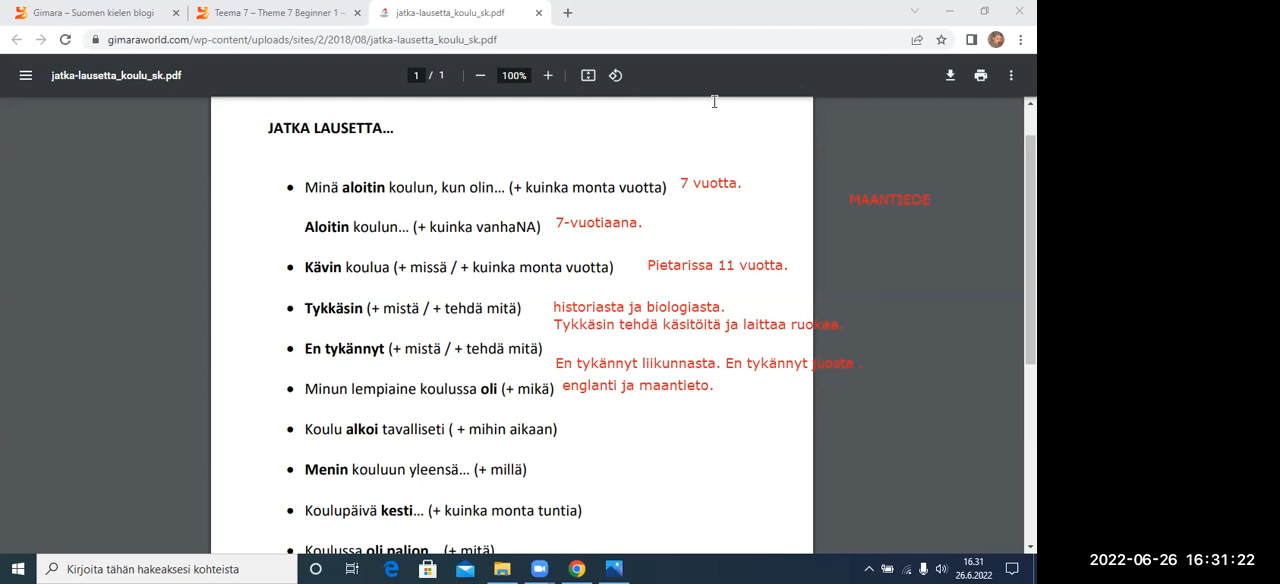 Gimara – Suomen kielen blogi
Teema 7 – Theme 7 Beginner 1 –
jatka-lausetta_koulu_sk.pdf
gimaraworld.com/wp-content/uploads/sites/2/2018/08/jatka-lausetta_koulu_sk.pdf
jatka-lausetta_koulu_sk.pdf
1 / 1
100%
JATKA LAUSETTA...
Minä aloitin koulun, kun olin... (+ kuinka monta vuotta) 7 vuotta.
MAANTIEDE
Aloitin koulun... (+ kuinka vanhaNA) 7-vuotiaana.
Kävin koulua (+ missä / + kuinka monta vuotta) Pietarissa 11 vuotta.
Tykkäsin (+ mistä / + tehdä mitä) historiasta ja biologiasta.
Tykkäsin tehdä käsitöitä ja laittaa ruokaa.
En tykännyt (+ mistä / + tehdä mitä)
En tykännyt liikunnasta. En tykännyt juosta .
Minun lempiaine koulussa oli (+ mikä) englanti ja maantieto.
Koulu alkoi tavalliseti ( + mihin aikaan)
Menin kouluun yleensä... (+ millä)
Koulupäivä kesti... (+ kuinka monta tuntia)
Koulussa oli paljon... (+ mitä)
Kirjoita tähän hakeaksesi kohteista
16.31
26.6.2022
2022-06-26 16:31:22